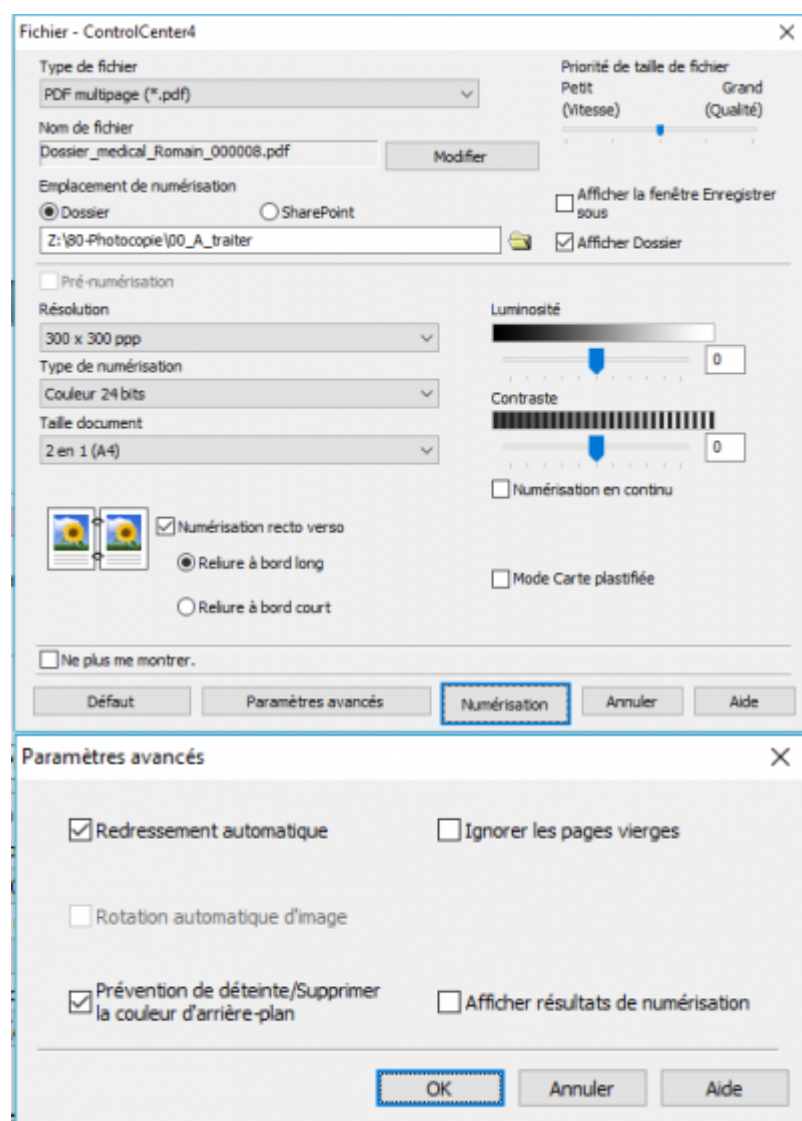 Fichier - ControlCenter4
Type de fichier
PDF multipage (*.pdf)
Priorité de taille de fichier
Petit Grand
(Vitesse) (Qualité)
Nom de fichier
Dossier_medical_Romain_000008.pdf
Modifier
Emplacement de numérisation
Dossier
SharePoint
Afficher la fenêtre Enregistrer
sous
Z:\80-Photocopie\00_A_traiter
Afficher Dossier
Pré-numérisation
Résolution
300 x 300 ppp
Type de numérisation
Couleur 24 bits
Taille document
2 en 1 (A4)
Luminosité
0
Contraste
0
Numérisation en continu
Numérisation recto verso
Reliure à bord long
Reliure à bord court
Mode Carte plastifiée
Ne plus me montrer.
Défaut
Paramètres avancés
Numérisation
Annuler
Aide
Paramètres avancés
Redressement automatique
Ignorer les pages vierges
Rotation automatique d'image
Prévention de déteinte/Supprimer
la couleur d'arrière-plan
Afficher résultats de numérisation
OK
Annuler
Aide